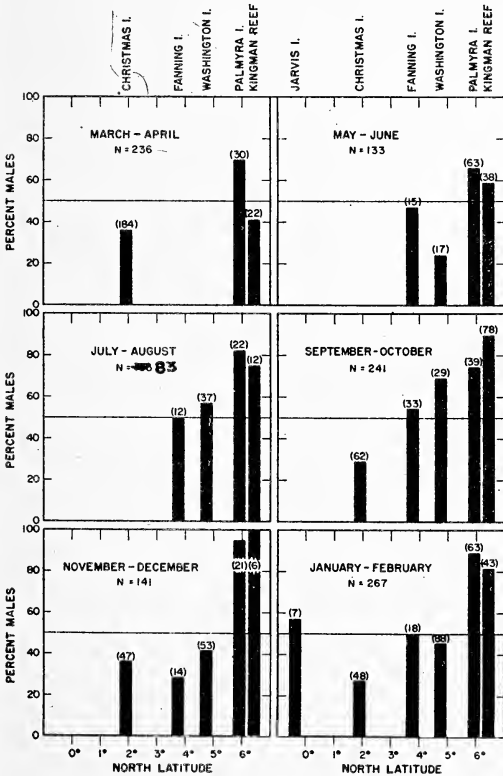 CHRISTMAS I.
FANNING I.
WASHINGTON I.
PALMYRA I.
KINGMAN REEF
JARVIS I.
CHRISTMAS I.
FANNING I.
WASHINGTON I.
PALMYRA I.
KINGMAN REEF
PERCENT MALES
100
80
60
40
20
0
MARCH - APRIL
N = 236
(184)
(30)
(22)
MAY - JUNE
N = 133
(15)
(17)
(63)
(38)
PERCENT MALES
100
80
60
40
20
0
JULY - AUGUST
N = 83
(12)
(37)
(22)
(12)
SEPTEMBER - OCTOBER
N = 241
(62)
(33)
(29)
(39)
(78)
PERCENT MALES
100
80
60
40
20
0
NOVEMBER - DECEMBER
N = 141
(47)
(14)
(53)
(21)
(6)
JANUARY - FEBRUARY
N = 267
(7)
(48)
(18)
(88)
(63)
(43)
0° 1° 2° 3° 4° 5° 6°
0° 1° 2° 3° 4° 5° 6°
NORTH LATITUDE
NORTH LATITUDE